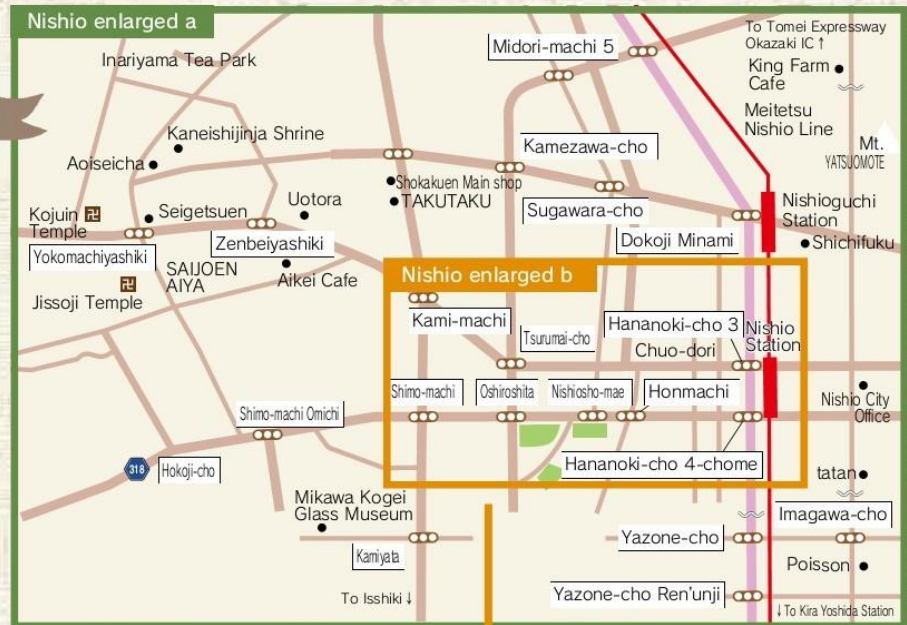 Nishio enlarged a
Inariyama Tea Park
Midori-machi 5
To Tomei Expressway
Okazaki IC ↑
King Farm
Cafe
Meitetsu
Nishio Line
Mt.
YATSUOMOTE
Kaneishijinja Shrine
Aoiseicha
Kamezawa-cho
Shokakuen Main shop
TAKUTAKU
Sugawara-cho
Nishioguchi
Station
Kojuin
Temple
卍
Seigetsuen
Uotora
Yokomachiyashiki
Zenbeiyashiki
Dokoji Minami
Shichifuku
SAIJOEN
AIYA
Aikei Cafe
卍
Jissoji Temple
Nishio enlarged b
Kami-machi
Tsurumai-cho
Hananoki-cho 3
Chuo-dori
Nishio
Station
Shimo-machi
Oshiroshita
Nishiosho-mae
Honmachi
Nishio City
Office
Shimo-machi Omichi
318
Hokoji-cho
Hananoki-cho 4-chome
tatan
Mikawa Kogei
Glass Museum
Imagawa-cho
Kamiyata
Yazone-cho
Poisson
To Isshiki ↓
Yazone-cho Ren'unji
↓ To Kira Yoshida Station